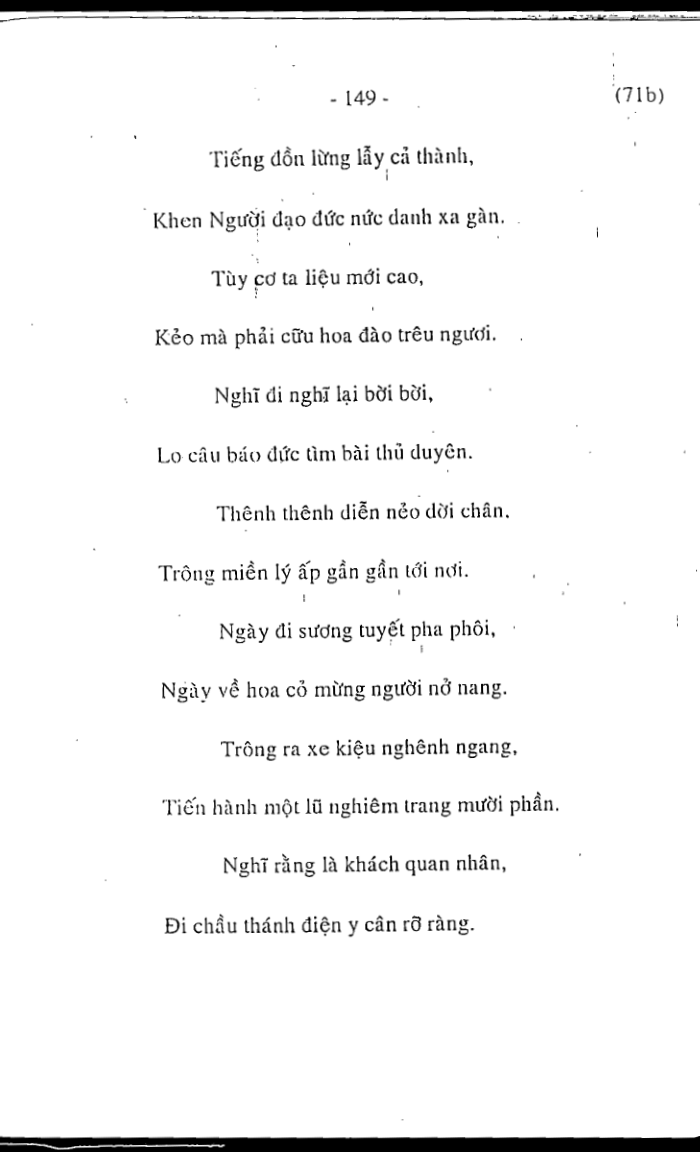 - 149 - (71b)
Tiếng đồn lừng lẫy cả thành,
Khen Người đạo đức nức danh xa gàn.
Tùy cơ ta liệu mới cao,
Kẻo mà phải cữu hoa đào trêu ngươi.
Nghĩ đi nghĩ lại bời bời,
Lo câu báo đức tìm bài thủ duyên.
Thênh thênh diễn nẻo dời chân.
Trông miền lý ấp gần gần tới nơi.
Ngày đi sương tuyết pha phôi,
Ngày về hoa cỏ mừng người nở nang.
Trông ra xe kiệu nghênh ngang,
Tiến hành một lũ nghiêm trang mười phần.
Nghĩ rằng là khách quan nhân,
Đi chầu thánh điện y cân rỡ ràng.